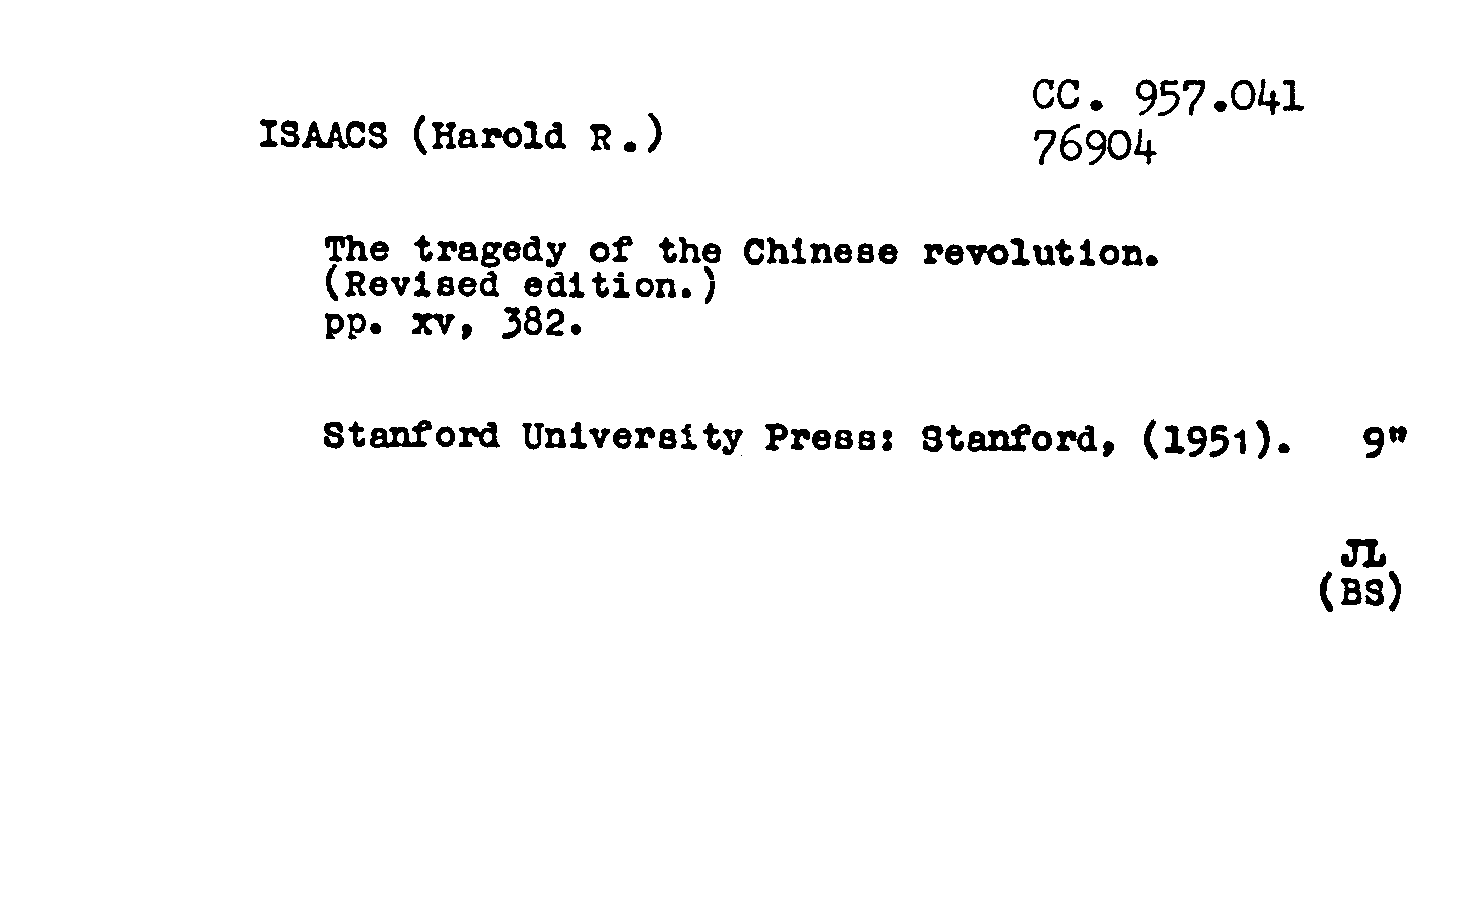 CC. 957.041
ISAACS (Harold R.)
76904
The tragedy of the Chinese revolution.
(Revised edition.)
pp. xv, 382.
Stanford University Press: Stanford, (1951). 9"
JL
(BS)